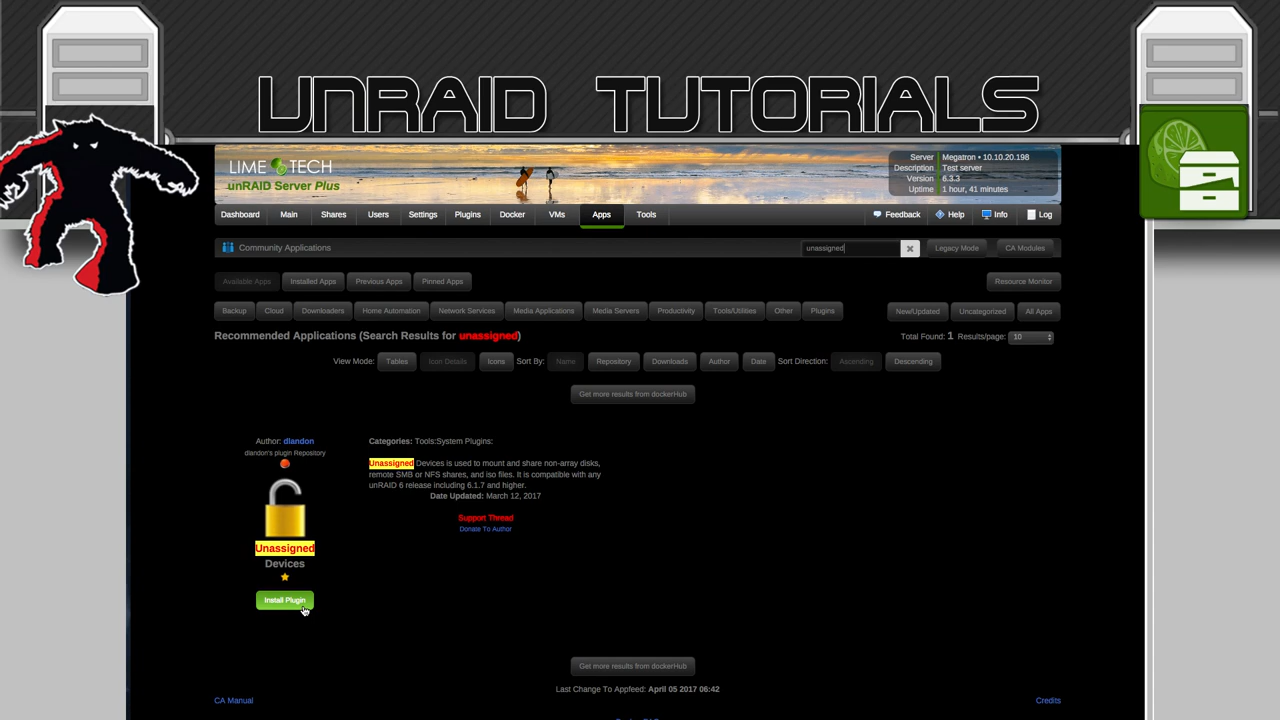 UNRAID TUTORIALS
LIME TECH
unRAID Server Plus
Server Megatron • 10.10.20.198
Description Test server
Version 6.3.3
Uptime 1 hour, 41 minutes
Dashboard Main Shares Users Settings Plugins Docker VMs Apps Tools Feedback Help Info Log
Community Applications unassigned Legacy Mode CA Modules
Available Apps Installed Apps Previous Apps Pinned Apps Resource Monitor
Backup Cloud Downloaders Home Automation Network Services Media Applications Media Servers Productivity Tools/Utilities Other Plugins New/Updated Uncategorized All Apps
Recommended Applications (Search Results for unassigned) Total Found: 1 Results/page: 10
View Mode: Tables Icon Details Icons Sort By: Name Repository Downloads Author Date Sort Direction: Ascending Descending
Get more results from dockerHub
Author: dlandon
dlandon's plugin Repository
Unassigned
Devices
Install Plugin
Categories: Tools:System Plugins:
Unassigned Devices is used to mount and share non-array disks,
remote SMB or NFS shares, and iso files. It is compatible with any
unRAID 6 release including 6.1.7 and higher.
Date Updated: March 12, 2017
Support Thread
Donate To Author
Get more results from dockerHub
Last Change To Appfeed: April 05 2017 06:42
CA Manual Credits